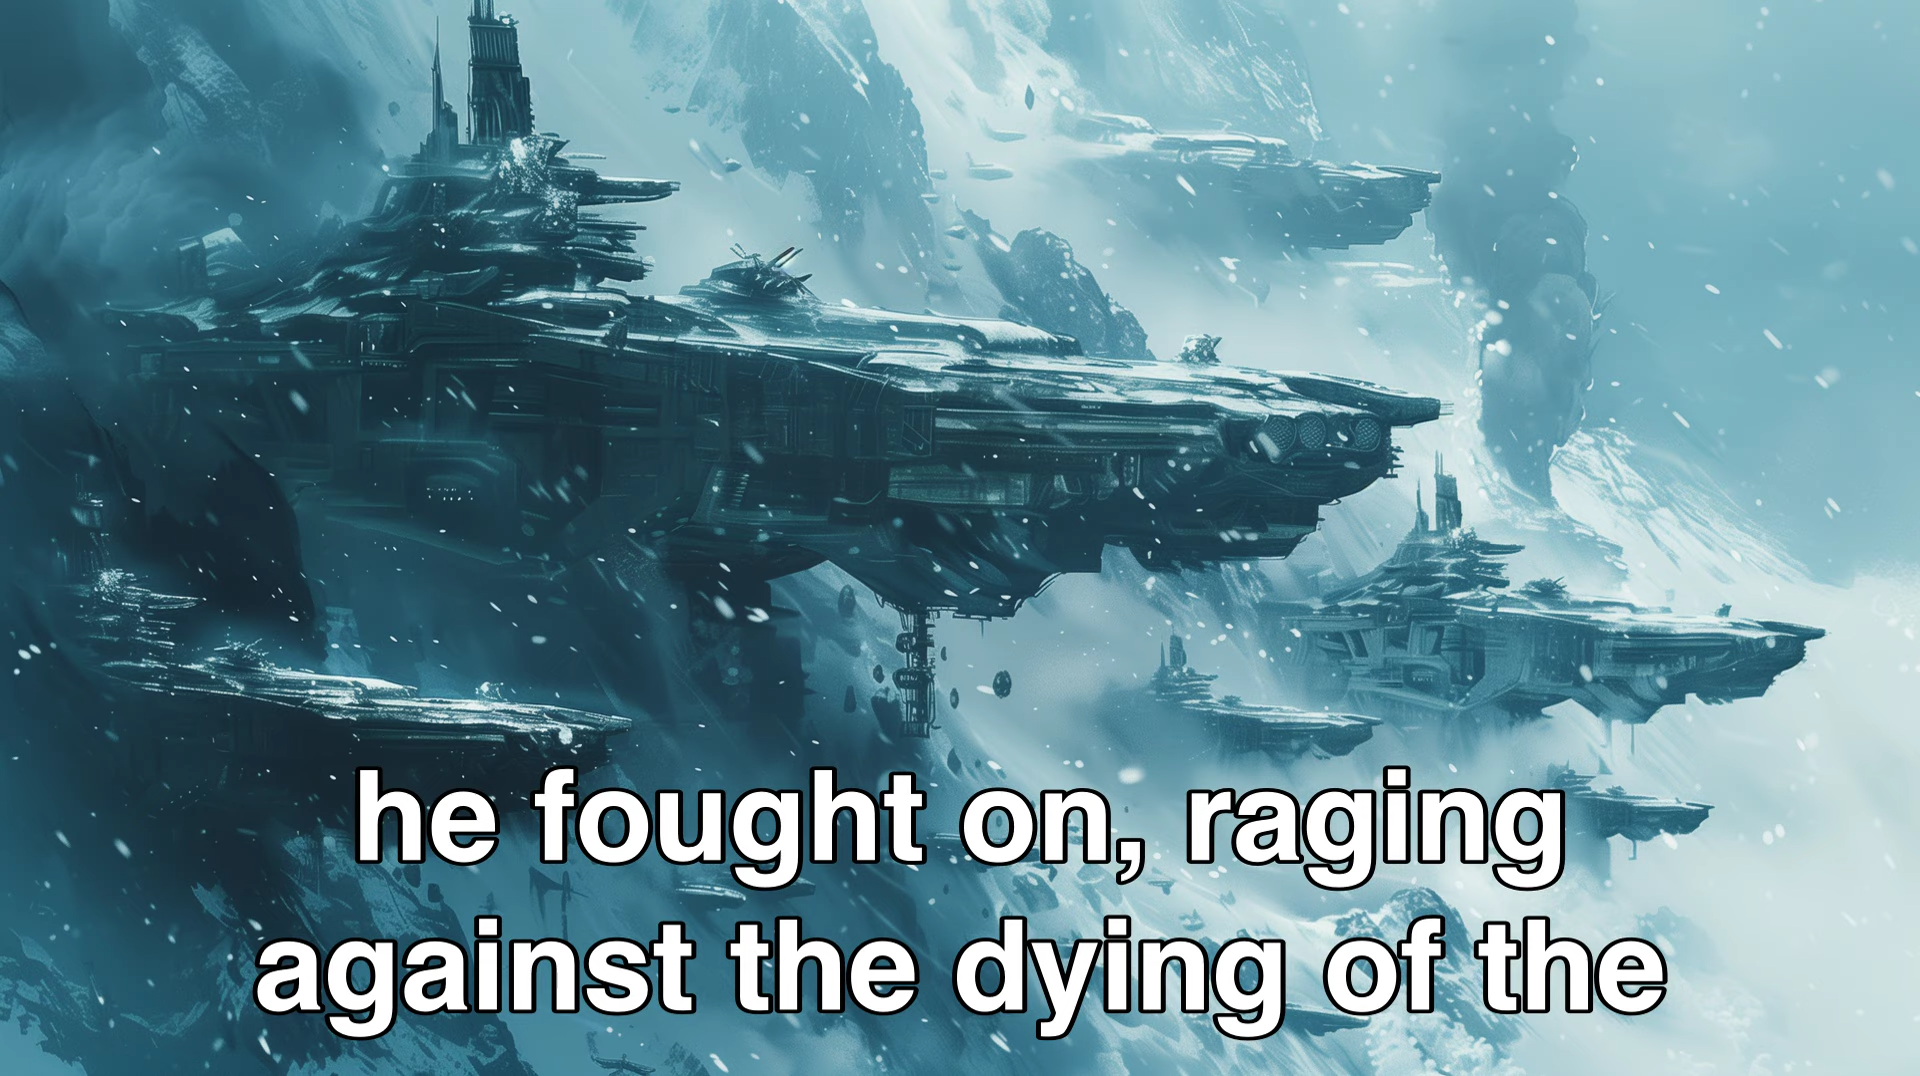 he fought on, raging
against the dying of the